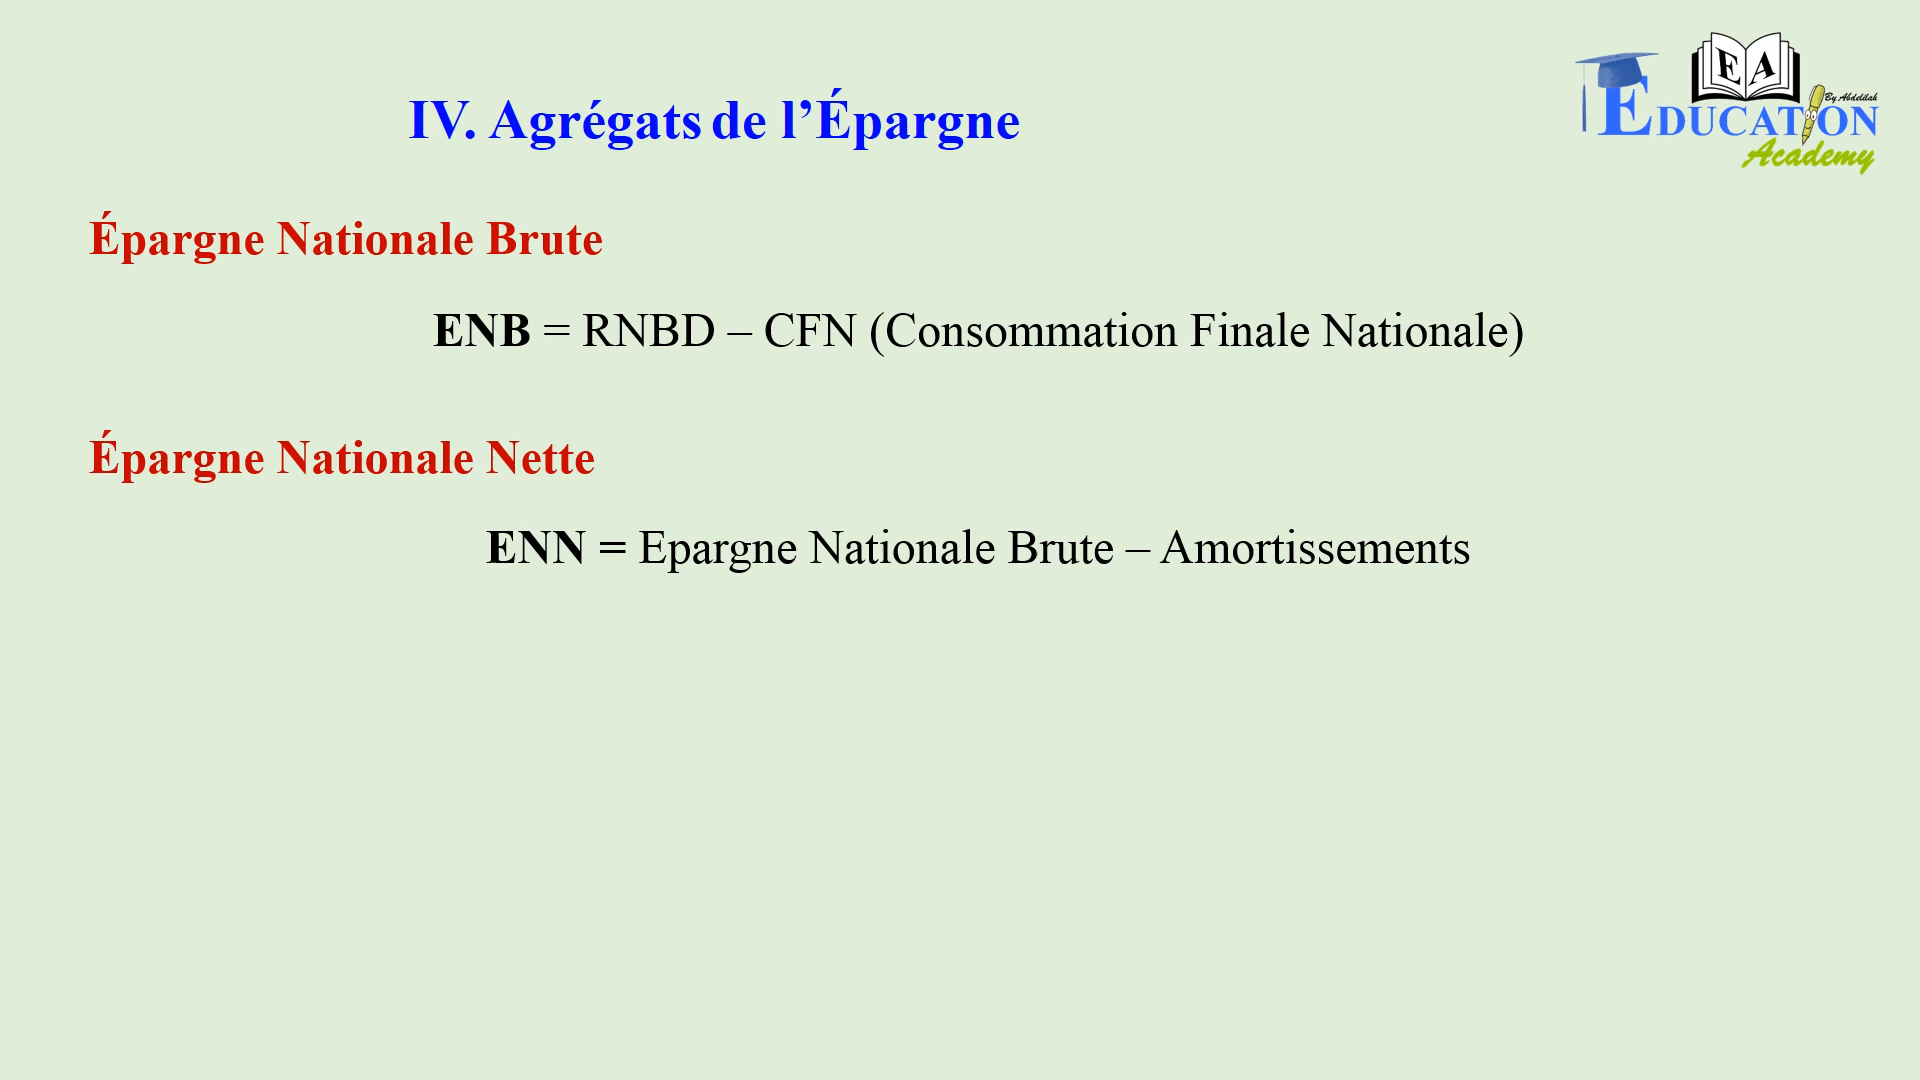 EA
By Abdelilah
EDUCATION
Academy
IV. Agrégats de l’Épargne
Épargne Nationale Brute
ENB = RNBD – CFN (Consommation Finale Nationale)
Épargne Nationale Nette
ENN = Epargne Nationale Brute – Amortissements